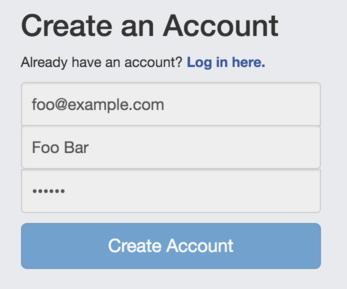 Create an Account
Already have an account? Log in here.
foo@example.com
Foo Bar
••••••
Create Account